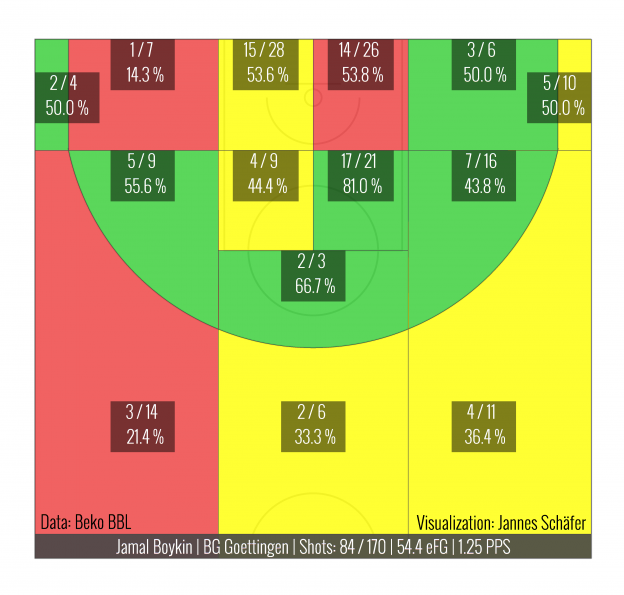 1 / 7
14.3 %
15 / 28
53.6 %
14 / 26
53.8 %
3 / 6
50.0 %
2 / 4
50.0 %
5 / 10
50.0 %
5 / 9
55.6 %
4 / 9
44.4 %
17 / 21
81.0 %
7 / 16
43.8 %
2 / 3
66.7 %
3 / 14
21.4 %
2 / 6
33.3 %
4 / 11
36.4 %
Data: Beko BBL
Visualization: Jannes Schäfer
Jamal Boykin | BG Goettingen | Shots: 84 / 170 | 54.4 eFG | 1.25 PPS